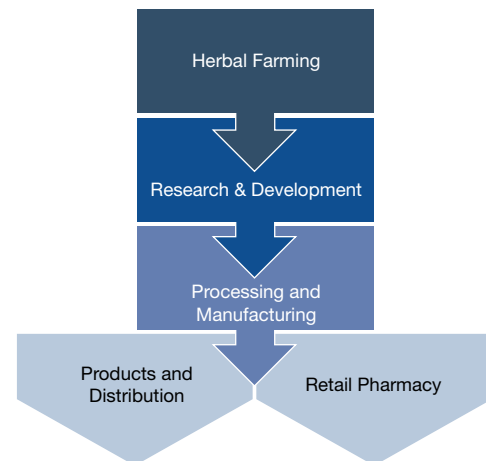 Herbal Farming
Research & Development
Processing and
Manufacturing
Products and
Distribution
Retail Pharmacy